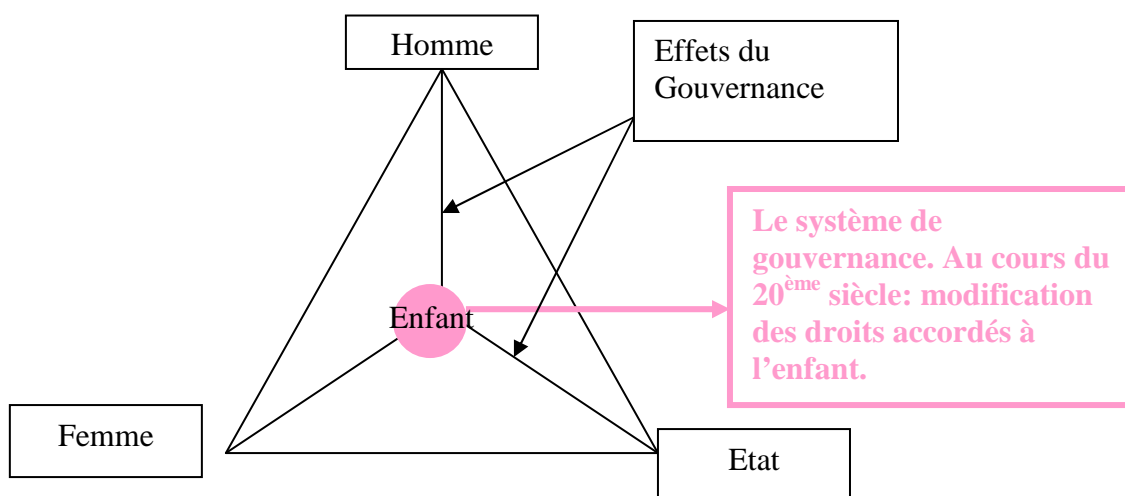 Homme
Effets du
Gouvernance
Le système de
gouvernance. Au cours du
20ème siècle: modification
des droits accordés à
l’enfant.
Enfant
Femme
Etat